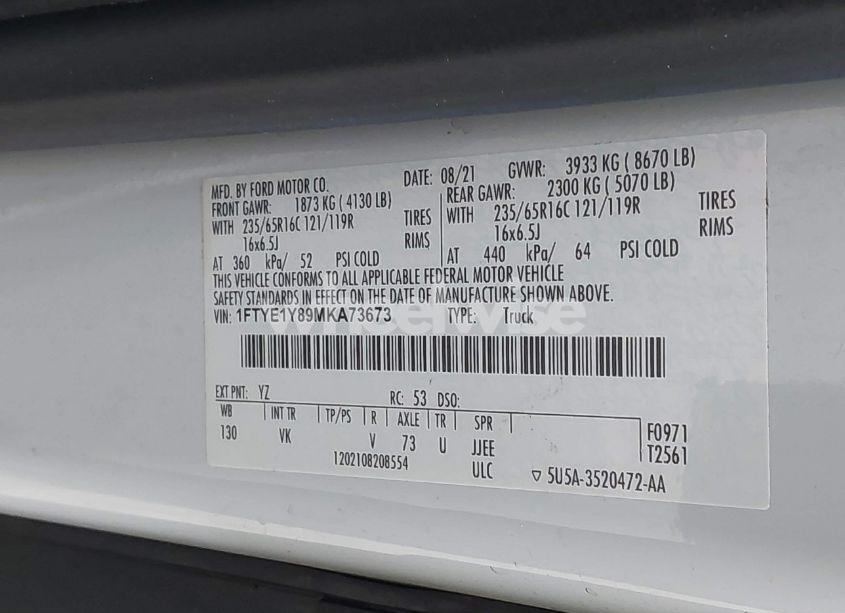 MFD. BY FORD MOTOR CO. DATE: 08/21 GVWR: 3933 KG ( 8670 LB)
FRONT GAWR: 1873 KG ( 4130 LB) REAR GAWR: 2300 KG ( 5070 LB)
WITH 235/65R16C 121/119R TIRES WITH 235/65R16C 121/119R TIRES
16x6.5J RIMS 16x6.5J RIMS
AT 360 kPa/ 52 PSI COLD AT 440 kPa/ 64 PSI COLD
THIS VEHICLE CONFORMS TO ALL APPLICABLE FEDERAL MOTOR VEHICLE
SAFETY STANDARDS IN EFFECT ON THE DATE OF MANUFACTURE SHOWN ABOVE.
VIN: 1FTYE1Y89MKA73673 TYPE: Truck
EXT PNT: YZ RC: 53 DSO:
WB INT TR TP/PS R AXLE TR SPR F0971
130 VK V 73 U JJEE T2561
1202108208554 ULC 5U5A-3520472-AA